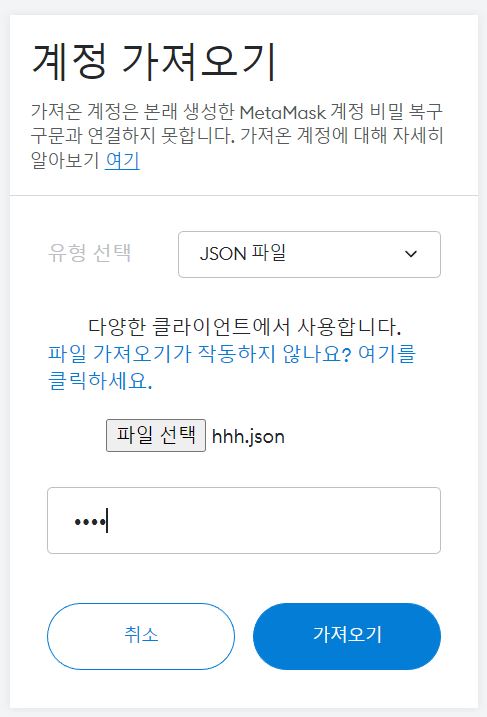 계정 가져오기
가져온 계정은 본래 생성한 MetaMask 계정 비밀 복구
구문과 연결하지 못합니다. 가져온 계정에 대해 자세히
알아보기 여기
유형 선택 JSON 파일
다양한 클라이언트에서 사용합니다.
파일 가져오기가 작동하지 않나요? 여기를
클릭하세요.
파일 선택 hhh.json
••••
취소 가져오기